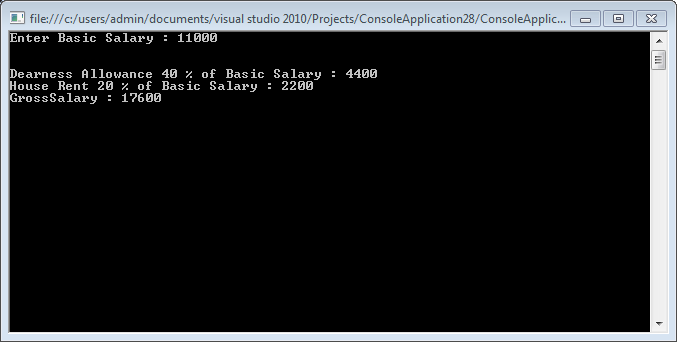 file:///c:/users/admin/documents/visual studio 2010/Projects/ConsoleApplication28/ConsoleApplic...
Enter Basic Salary : 11000
Dearness Allowance 40 % of Basic Salary : 4400
House Rent 20 % of Basic Salary : 2200
GrossSalary : 17600